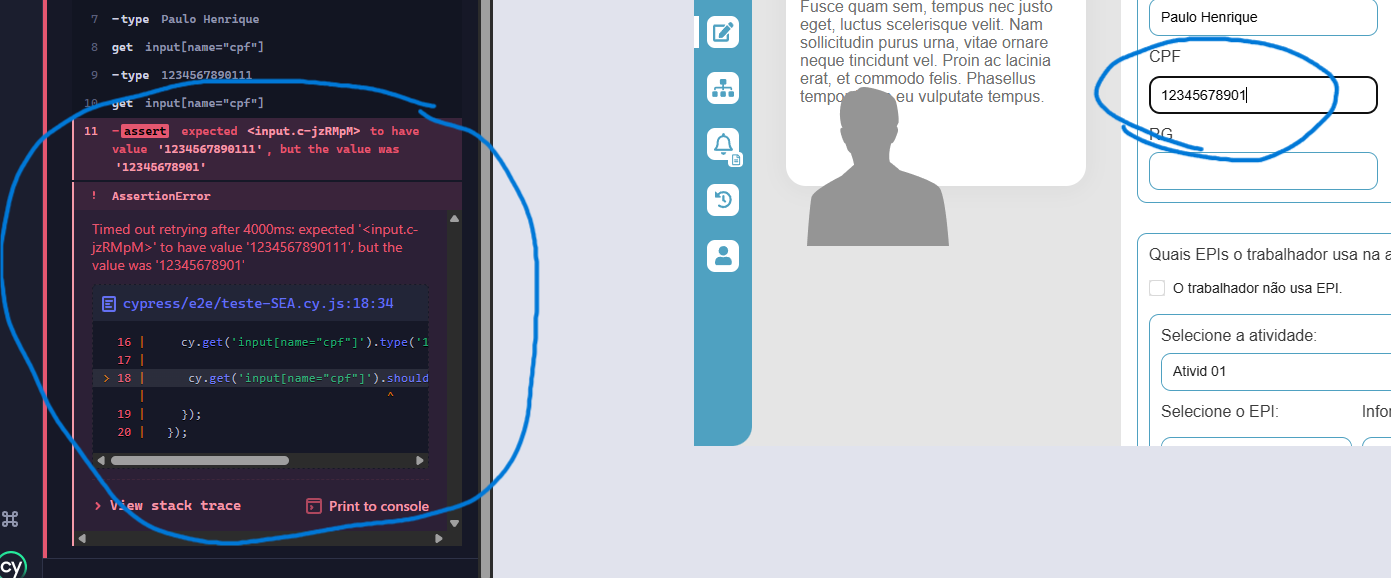 7 -type Paulo Henrique
8 get input[name="cpf"]
9 -type 1234567890111
10 get input[name="cpf"]
11 -assert expected <input.c-jzRMpM> to have
value '1234567890111', but the value was
'12345678901'
! AssertionError
Timed out retrying after 4000ms: expected '<input.c-
jzRMpM>' to have value '1234567890111', but the
value was '12345678901'
cypress/e2e/teste-SEA.cy.js:18:34
16 | cy.get('input[name="cpf"]').type('1
17 |
> 18 | cy.get('input[name="cpf"]').should
| ^
19 | });
20 | });
> View stack trace
Print to console
cy
Fusce quam sem, tempus nec justo
eget, luctus scelerisque velit. Nam
sollicitudin purus urna, vitae ornare
neque tincidunt vel. Proin ac lacinia
erat, et commodo felis. Phasellus
eu vulputate tempus.
Paulo Henrique
CPF
12345678901
RG
Quais EPIs o trabalhador usa na a
O trabalhador não usa EPI.
Selecione a atividade:
Ativid 01
Selecione o EPI:
Infor